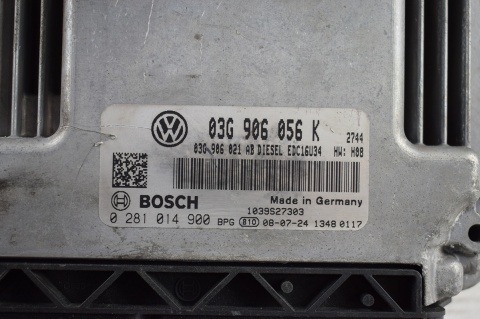 03G 906 056 K 2744
03G 906 021 AB DIESEL EDC16U34 HW: H08
BOSCH Made in Germany
1039S27303
0 281 014 900 BPG 810 08-07-24 1348 0117